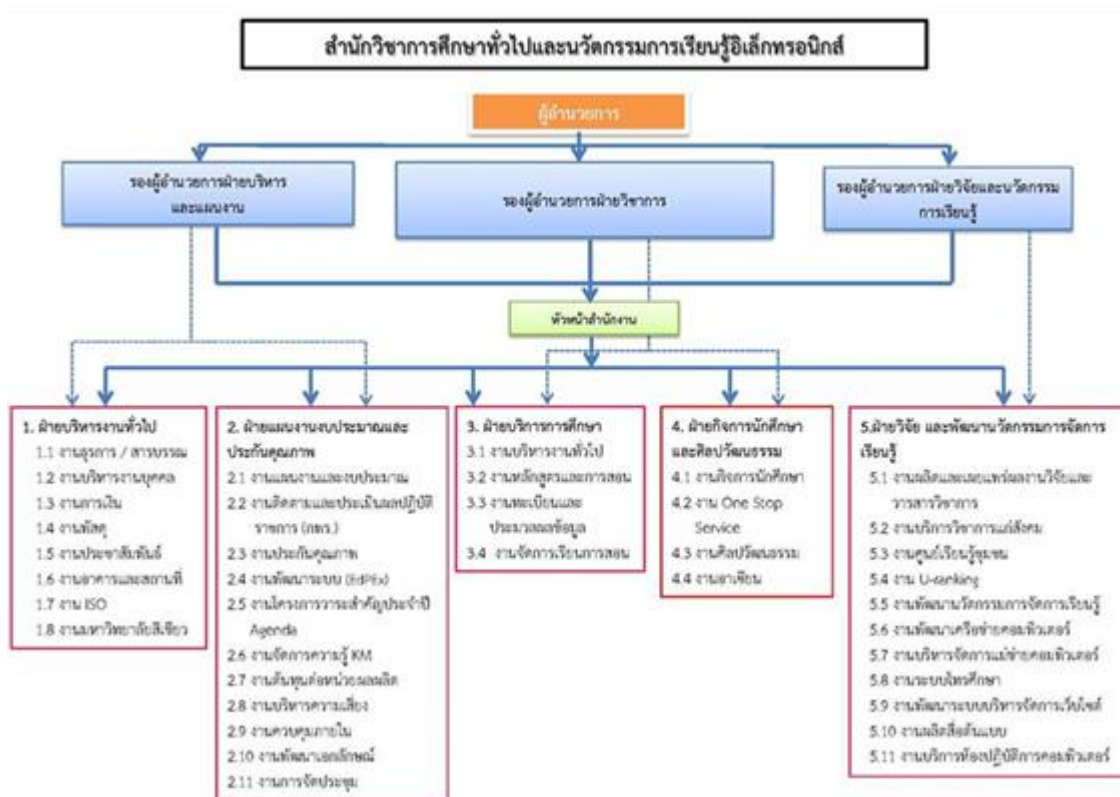 สำนักวิชาการศึกษาทั่วไปและนวัตกรรมการเรียนรู้อิเล็กทรอนิกส์
ผู้อำนวยการ
รองผู้อำนวยการฝ่ายบริหาร
และแผนงาน
รองผู้อำนวยการฝ่ายวิชาการ
รองผู้อำนวยการฝ่ายวิจัยและนวัตกรรม
การเรียนรู้
หัวหน้าสำนักงาน
1. ฝ่ายบริหารงานทั่วไป
1.1 งานธุรการ / สารบรรณ
1.2 งานบริหารงานบุคคล
1.3 งานการเงิน
1.4 งานพัสดุ
1.5 งานประชาสัมพันธ์
1.6 งานอาคารและสถานที่
1.7 งาน ISO
1.8 งานมหาวิทยาลัยสีเขียว
2. ฝ่ายแผนงานงบประมาณและ
ประกันคุณภาพ
2.1 งานแผนงานและงบประมาณ
2.2 งานติดตามและประเมินผลปฏิบัติ
ราชการ (กพร.)
2.3 งานประกันคุณภาพ
2.4 งานพัฒนาระบบ (EdPEx)
2.5 งานโครงการวาระสำคัญประจำปี
Agenda
2.6 งานจัดการความรู้ KM
2.7 งานต้นทุนต่อหน่วยผลผลิต
2.8 งานบริหารความเสี่ยง
2.9 งานควบคุมภายใน
2.10 งานพัฒนาเอกลักษณ์
2.11 งานการจัดประชุม
3. ฝ่ายบริการการศึกษา
3.1 งานบริหารงานทั่วไป
3.2 งานหลักสูตรและการสอน
3.3 งานทะเบียนและ
ประมวลผลข้อมูล
3.4 งานจัดการเรียนการสอน
4. ฝ่ายกิจการนักศึกษา
และศิลปวัฒนธรรม
4.1 งานกิจการนักศึกษา
4.2 งาน One Stop
Service
4.3 งานศิลปวัฒนธรรม
4.4 งานอาเซียน
5.ฝ่ายวิจัย และพัฒนานวัตกรรมการจัดการ
เรียนรู้
5.1 งานผลิตและเผยแพร่ผลงานวิจัยและ
วารสารวิชาการ
5.2 งานบริการวิชาการแก่สังคม
5.3 งานศูนย์เรียนรู้ชุมชน
5.4 งาน U-ranking
5.5 งานพัฒนานวัตกรรมการจัดการเรียนรู้
5.6 งานพัฒนาเครือข่ายคอมพิวเตอร์
5.7 งานบริหารจัดการแม่ข่ายคอมพิวเตอร์
5.8 งานระบบโทรศึกษา
5.9 งานพัฒนาระบบบริหารจัดการเว็บไซต์
5.10 งานผลิตสื่อต้นแบบ
5.11 งานบริการห้องปฏิบัติการคอมพิวเตอร์